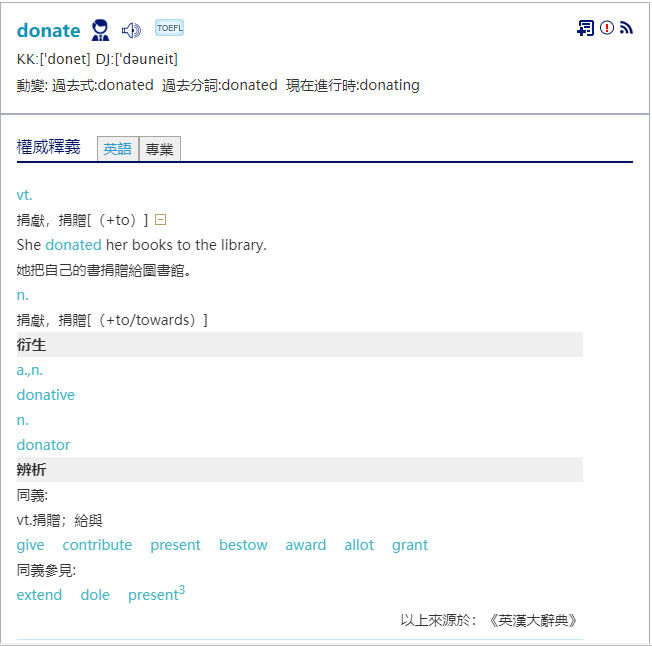 donate TOEFL
KK:['donet] DJ:['dəuneit]
動變: 過去式:donated 過去分詞:donated 現在進行時:donating
權威釋義 英語 專業
vt.
捐獻，捐贈[（+to）]
She donated her books to the library.
她把自己的書捐贈給圖書館。
n.
捐獻，捐贈[（+to/towards）]
衍生
a.,n.
donative
n.
donator
辨析
同義:
vt.捐贈；給與
give contribute present bestow award allot grant
同義參見:
extend dole present3
以上來源於：《英漢大辭典》